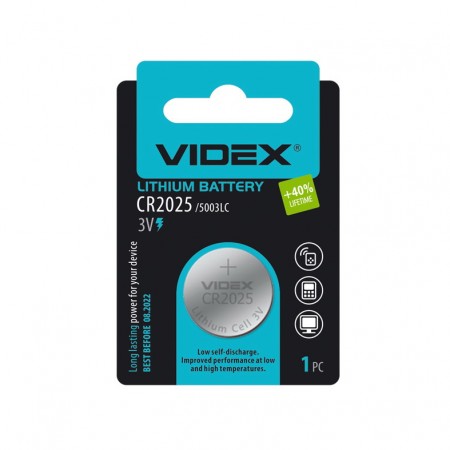 VIDEX®
LITHIUM BATTERY
CR2025 /5003LC
3V
+40%
LIFETIME
Long lasting power for your device
BEST BEFORE 08.2022
+
VIDEX
CR2025
Lithium Cell 3V
Low self-discharge.
Improved performance at low
and high temperatures.
1 PC